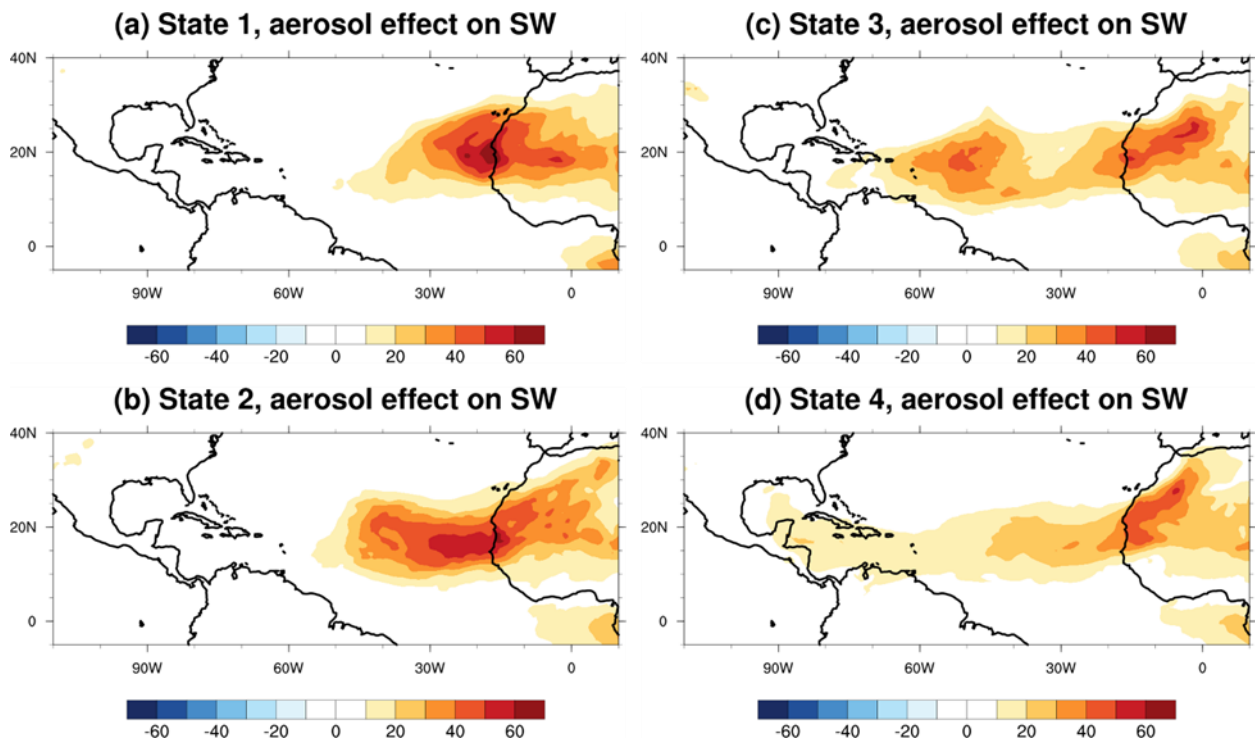 (a) State 1, aerosol effect on SW
40N
20N
0
90W 60W 30W 0
-60 -40 -20 0 20 40 60
(b) State 2, aerosol effect on SW
40N
20N
0
90W 60W 30W 0
-60 -40 -20 0 20 40 60
(c) State 3, aerosol effect on SW
40N
20N
0
90W 60W 30W 0
-60 -40 -20 0 20 40 60
(d) State 4, aerosol effect on SW
40N
20N
0
90W 60W 30W 0
-60 -40 -20 0 20 40 60